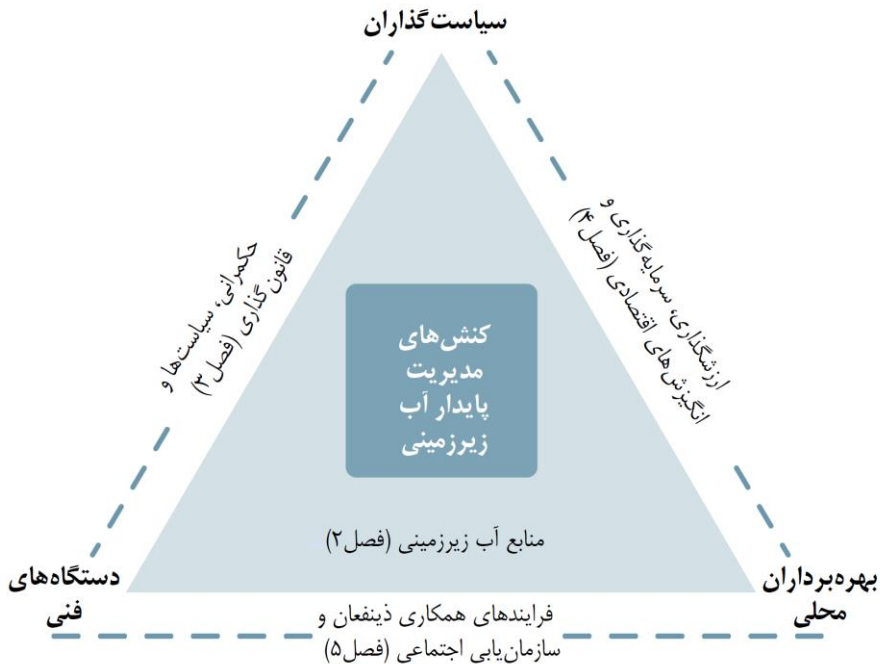 سیاست‌گذاران
حکمرانی، سیاست‌ها و
قانون گذاری (فصل۳)
ارزشگذاری، سرمایه‌گذاری و
انگیزش‌های اقتصادی (فصل ۴)
کنش‌های
مدیریت
پایدار آب
زیرزمینی
منابع آب زیرزمینی (فصل۲)
بهره‌برداران
محلی
دستگاه‌های
فنی
فرایندهای همکاری ذینفعان و
سازمان‌یابی اجتماعی (فصل۵)